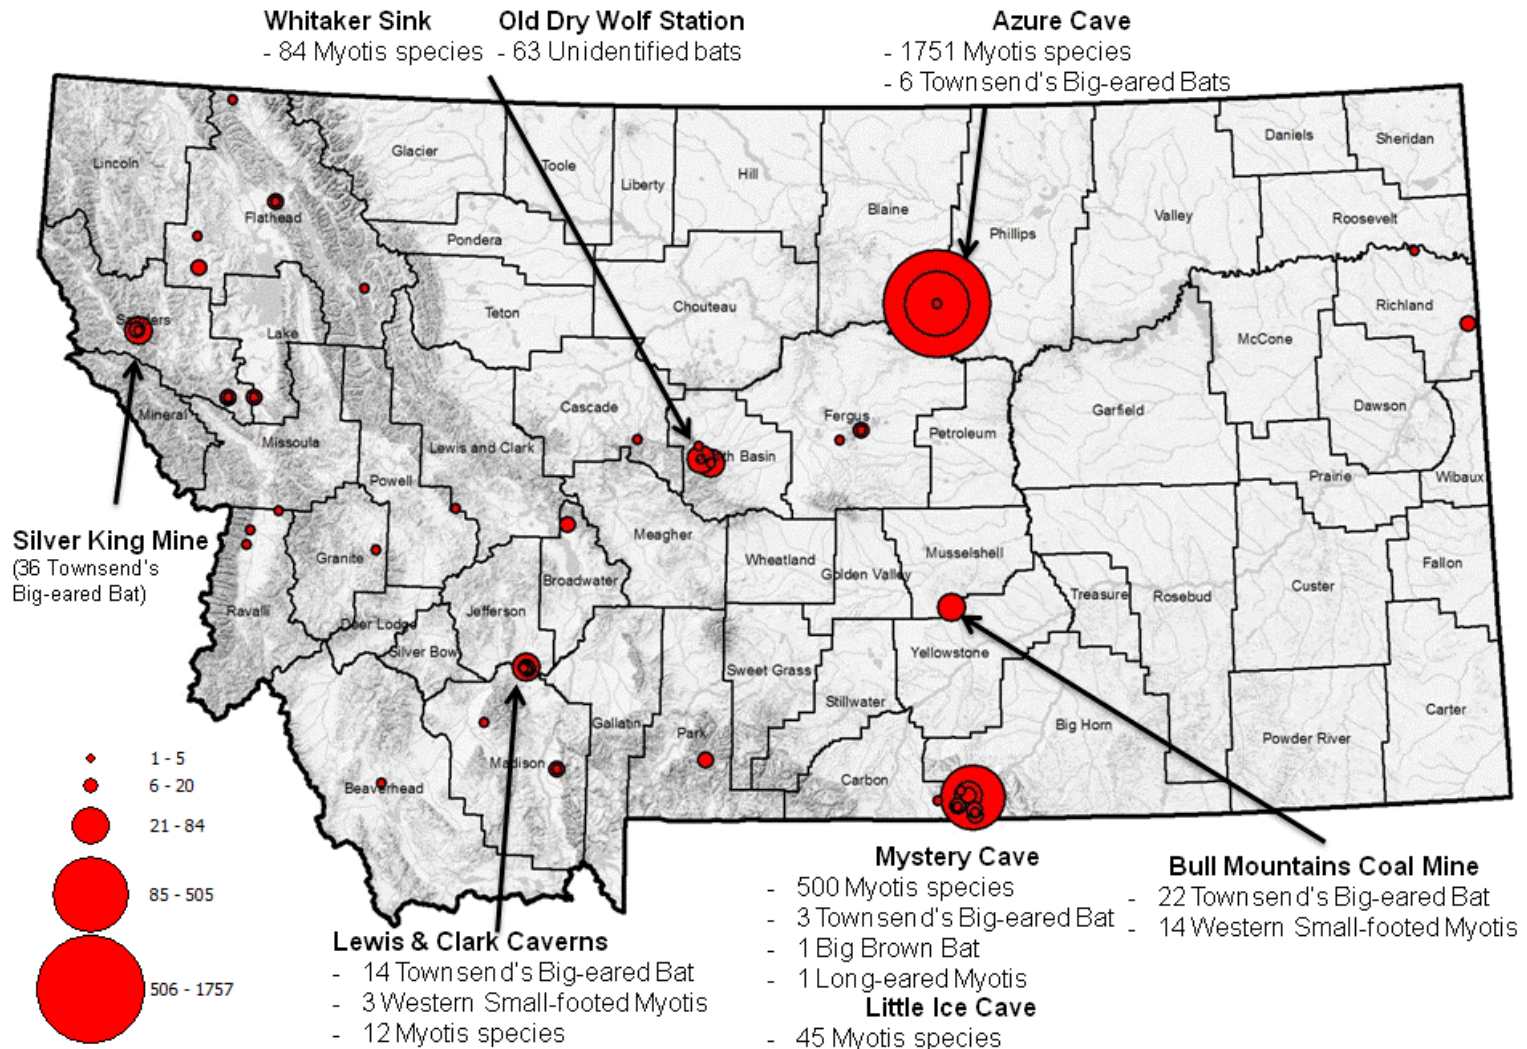 Whitaker Sink
- 84 Myotis species
Old Dry Wolf Station
- 63 Unidentified bats
Azure Cave
- 1751 Myotis species
- 6 Townsend's Big-eared Bats
Lincoln
Flathead
Glacier
Toole
Liberty
Hill
Blaine
Phillips
Valley
Daniels
Sheridan
Roosevelt
Pondera
Teton
Chouteau
Richland
McCone
Sanders
Lake
Mineral
Missoula
Cascade
Lewis and Clark
Powell
Fergus
Petroleum
Garfield
Dawson
Prairie
Wibaux
th Basin
Silver King Mine
(36 Townsend's
Big-eared Bat)
Granite
Ravalli
Deer Lodge
Silver Bow
Jefferson
Broadwater
Meagher
Wheatland
Golden Valley
Musselshell
Treasure
Rosebud
Custer
Fallon
Sweet Grass
Yellowstone
Stillwater
Gallatin
Park
Madison
Beaverhead
Carbon
Big Horn
Powder River
Carter
1 - 5
6 - 20
21 - 84
85 - 505
506 - 1757
Lewis & Clark Caverns
- 14 Townsend's Big-eared Bat
- 3 Western Small-footed Myotis
- 12 Myotis species
Mystery Cave
- 500 Myotis species
- 3 Townsend's Big-eared Bat
- 1 Big Brown Bat
- 1 Long-eared Myotis
Little Ice Cave
- 45 Myotis species
Bull Mountains Coal Mine
- 22 Townsend's Big-eared Bat
- 14 Western Small-footed Myotis